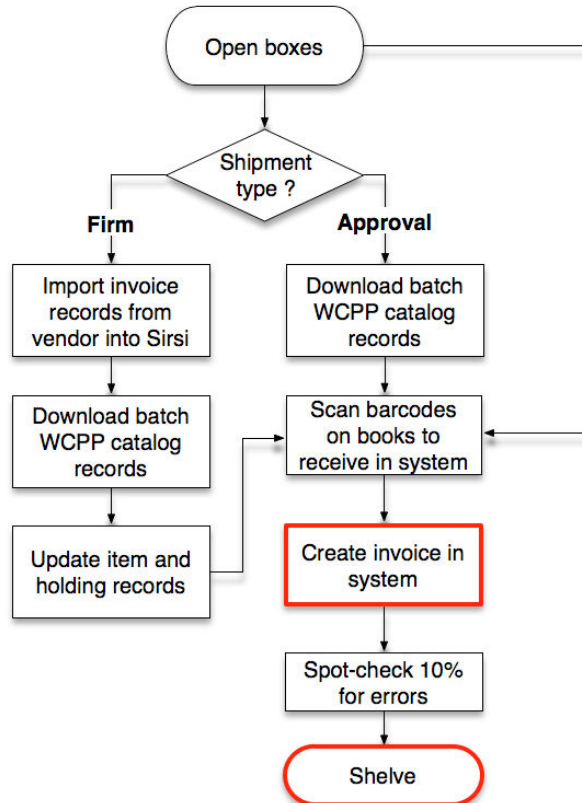 Open boxes
Shipment
type ?
Firm
Approval
Import invoice
records from
vendor into Sirsi
Download batch
WCPP catalog
records
Download batch
WCPP catalog
records
Scan barcodes
on books to
receive in system
Update item and
holding records
Create invoice in
system
Spot-check 10%
for errors
Shelve